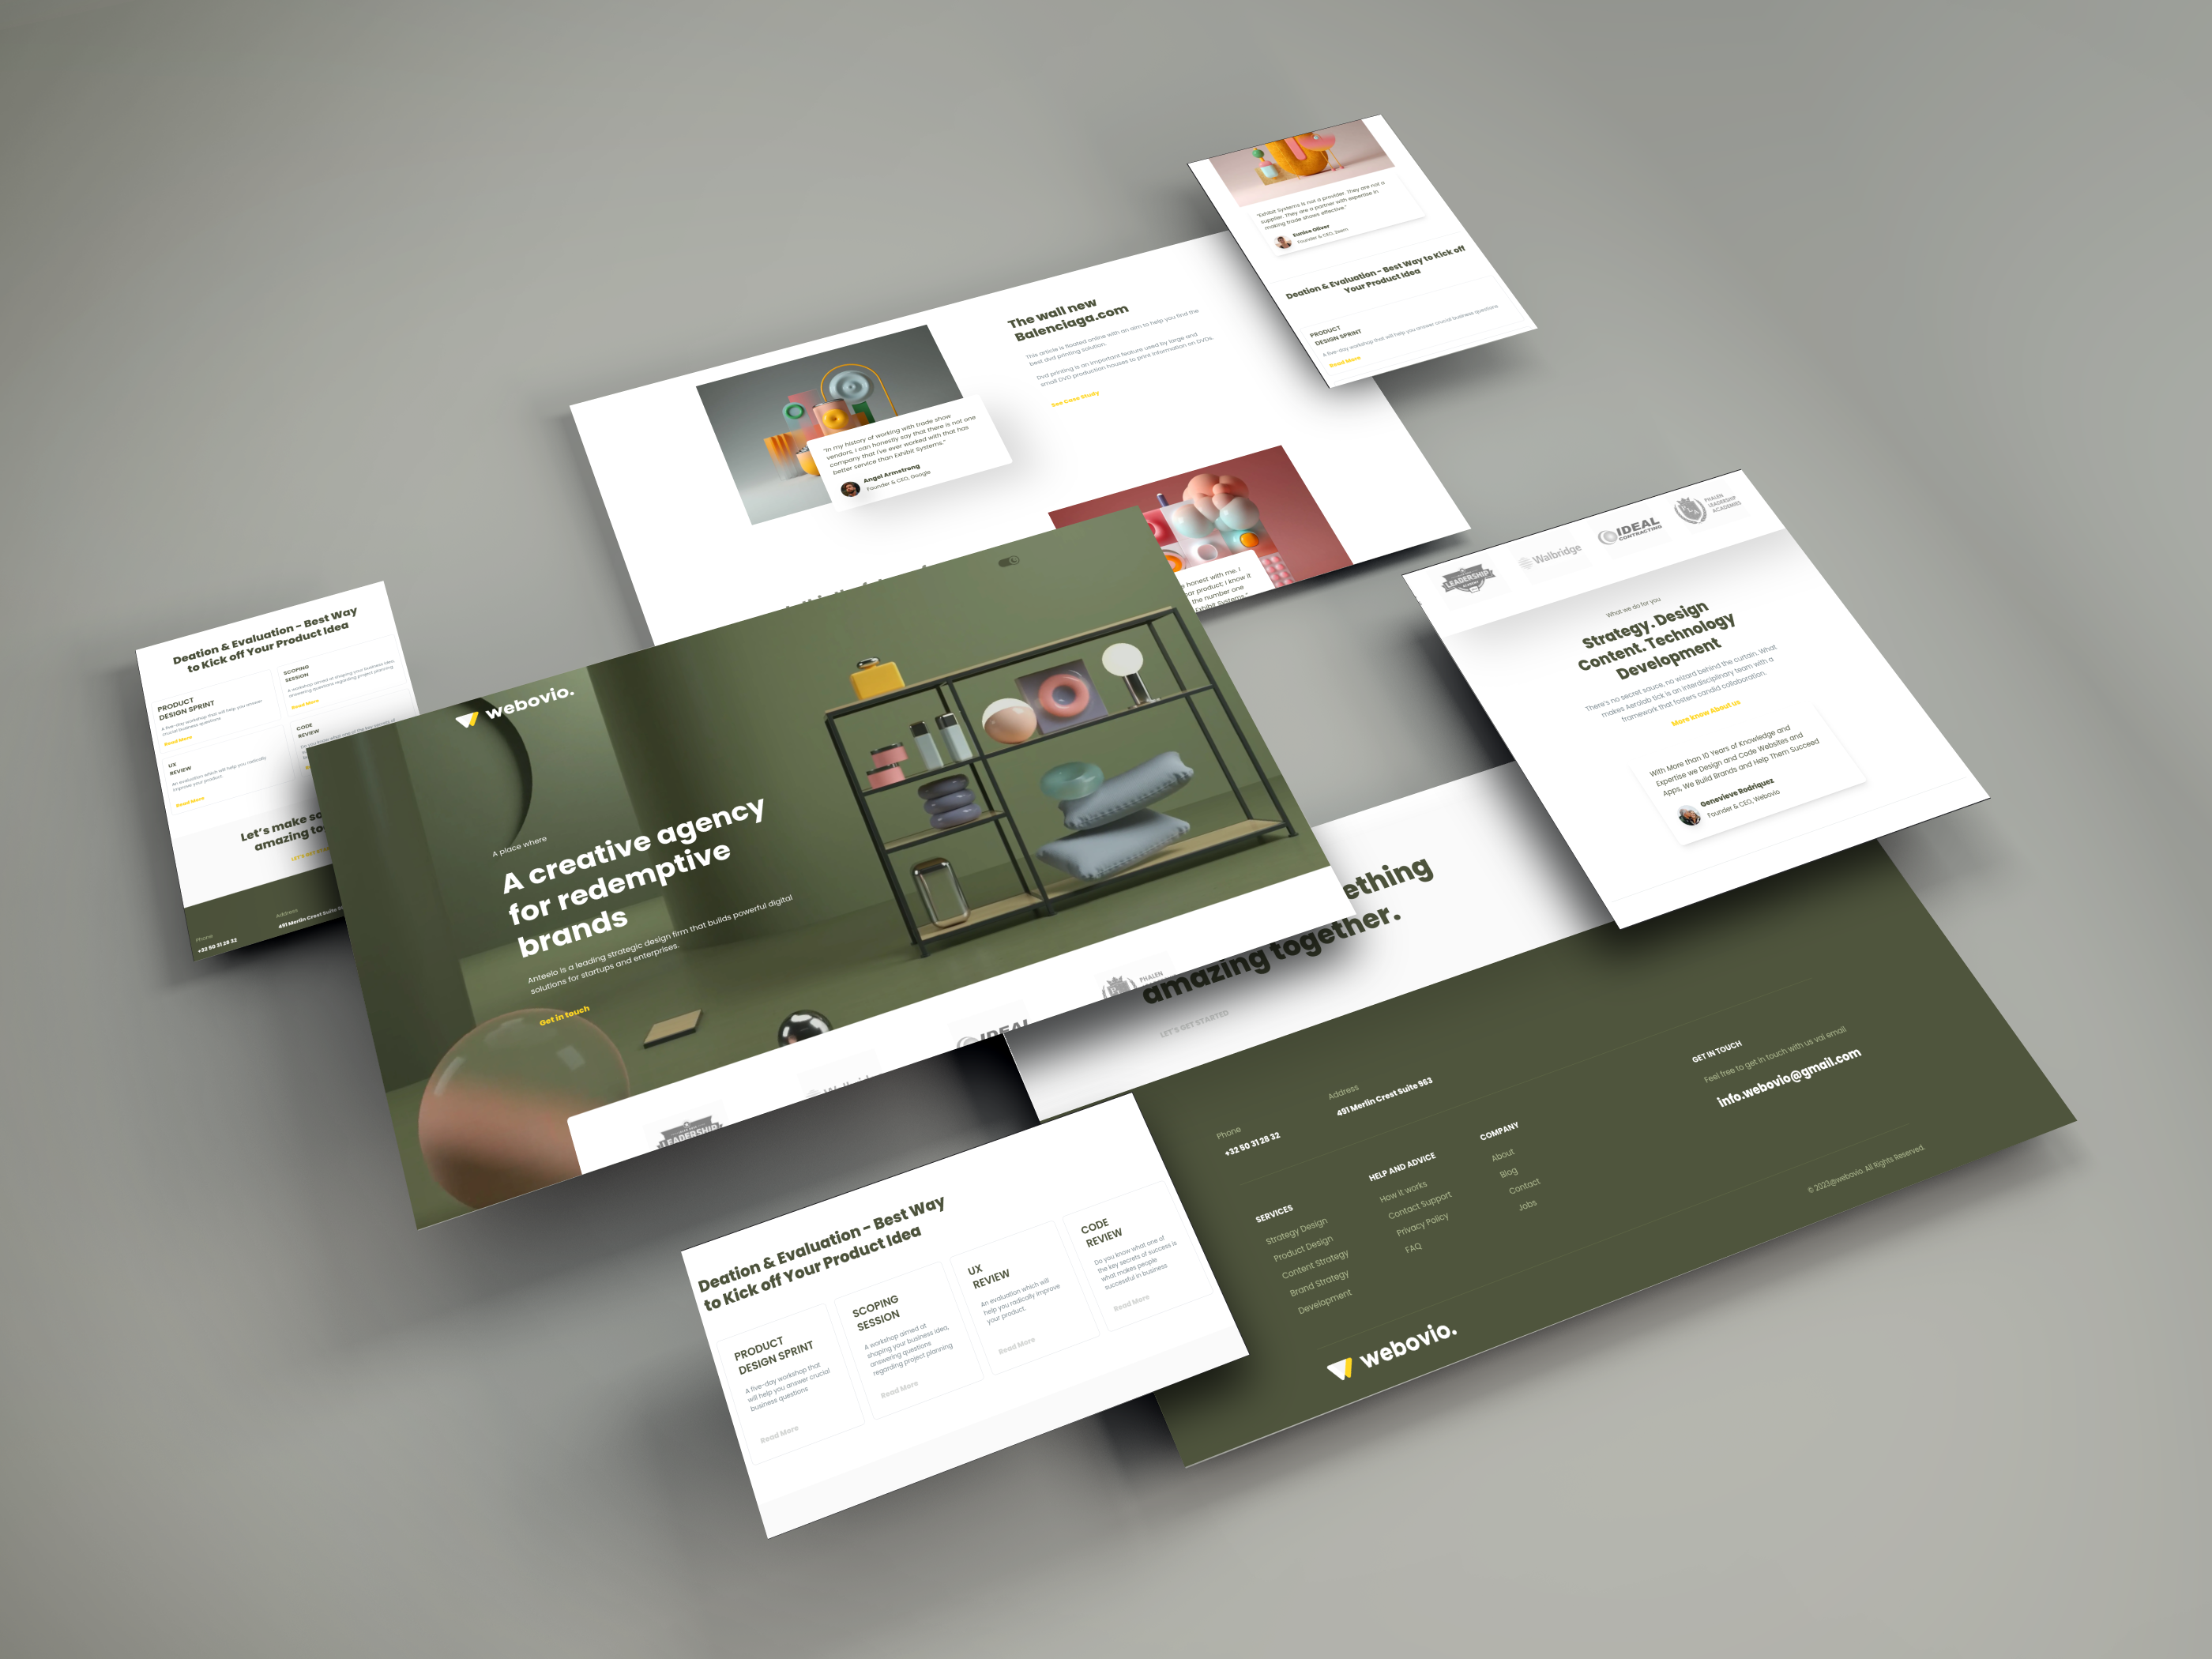 "Exhibit Systems is not a provider. They are not a
supplier. They are a partner with expertise in
making trade shows effective."
Eunice Oliver
Founder & CEO, Beem
Deation & Evaluation - Best Way to Kick off
Your Product Idea
PRODUCT
DESIGN SPRINT
A five-day workshop that will help you answer crucial business questions
Read More
The wall new
Balenciaga.com
This article is floated online with an aim to help you find the
best dvd printing solution.
Dvd printing is an important feature used by large and
small DVD production houses to print information on DVDs.
See Case Study
"In my history of working with trade show
vendors, I can honestly say that there is not one
company that I've ever worked with that has
better service than Exhibit Systems."
Angel Armstrong
Founder & CEO, Google
honest with me. I
product; I know it
the number one
Exhibit Systems."
LEADERSHIP
Walbridge
IDEAL
CONTRACTING
PHALEN
LEADERSHIP
ACADEMIES
What we do for you
Strategy. Design
Content. Technology
Development
There's no secret sauce, no wizard behind the curtain. What
makes Aerolab tick is an interdisciplinary team with a
framework that fosters candid collaboration.
More know About us
With More than 10 Years of Knowledge and
Expertise we Design and Code Websites and
Apps, We Build Brands and Help Them Succeed
Genevieve Rodriquez
Founder & CEO, Webovio
Deation & Evaluation - Best Way
to Kick off Your Product Idea
PRODUCT
DESIGN SPRINT
A five-day workshop that will help you answer
crucial business questions
Read More
SCOPING
SESSION
A workshop aimed at shaping your business idea,
answering questions regarding project planning
Read More
UX
REVIEW
An evaluation which will help you radically
improve your product.
Read More
CODE
REVIEW
Let's make so
amazing to
LET'S GET
Phone
+32 50 31 28 32
Address
491 Merlin Crest Suite
webovio.
A place where
A creative agency
for redemptive
brands
Anteelo is a leading strategic design firm that builds powerful digital
solutions for startups and enterprises.
Get in touch
LEADERSHIP
IDEAL
PHALEN
ething
amazing together.
LET'S GET STARTED
Phone
+32 50 31 28 32
Address
491 Merlin Crest Suite 963
GET IN TOUCH
Feel free to get in touch with us vai email
info.webovio@gmail.com
SERVICES
Strategy Design
Product Design
Content Strategy
Brand Strategy
Development
HELP AND ADVICE
How it works
Contact Support
Privacy Policy
FAQ
COMPANY
About
Blog
Contact
Jobs
© 2023@webovio. All Rights Reserved.
webovio.
Deation & Evaluation - Best Way
to Kick off Your Product Idea
PRODUCT
DESIGN SPRINT
A five-day workshop that
will help you answer crucial
business questions
Read More
SCOPING
SESSION
A workshop aimed at
shaping your business idea,
answering questions
regarding project planning
Read More
UX
REVIEW
An evaluation which will
help you radically improve
your product.
Read More
CODE
REVIEW
Do you know what one of
the key secrets of success is
what makes people
successful in business
Read More